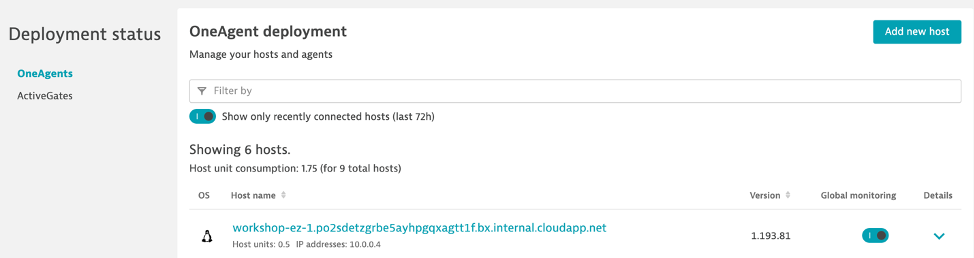 Deployment status
OneAgents
ActiveGates
OneAgent deployment
Manage your hosts and agents
Add new host
Filter by
Show only recently connected hosts (last 72h)
Showing 6 hosts.
Host unit consumption: 1.75 (for 9 total hosts)
OS Host name Version Global monitoring Details
workshop-ez-1.po2sdetzgrbe5ayhpgqxagtt1f.bx.internal.cloudapp.net
Host units: 0.5 IP addresses: 10.0.0.4
1.193.81